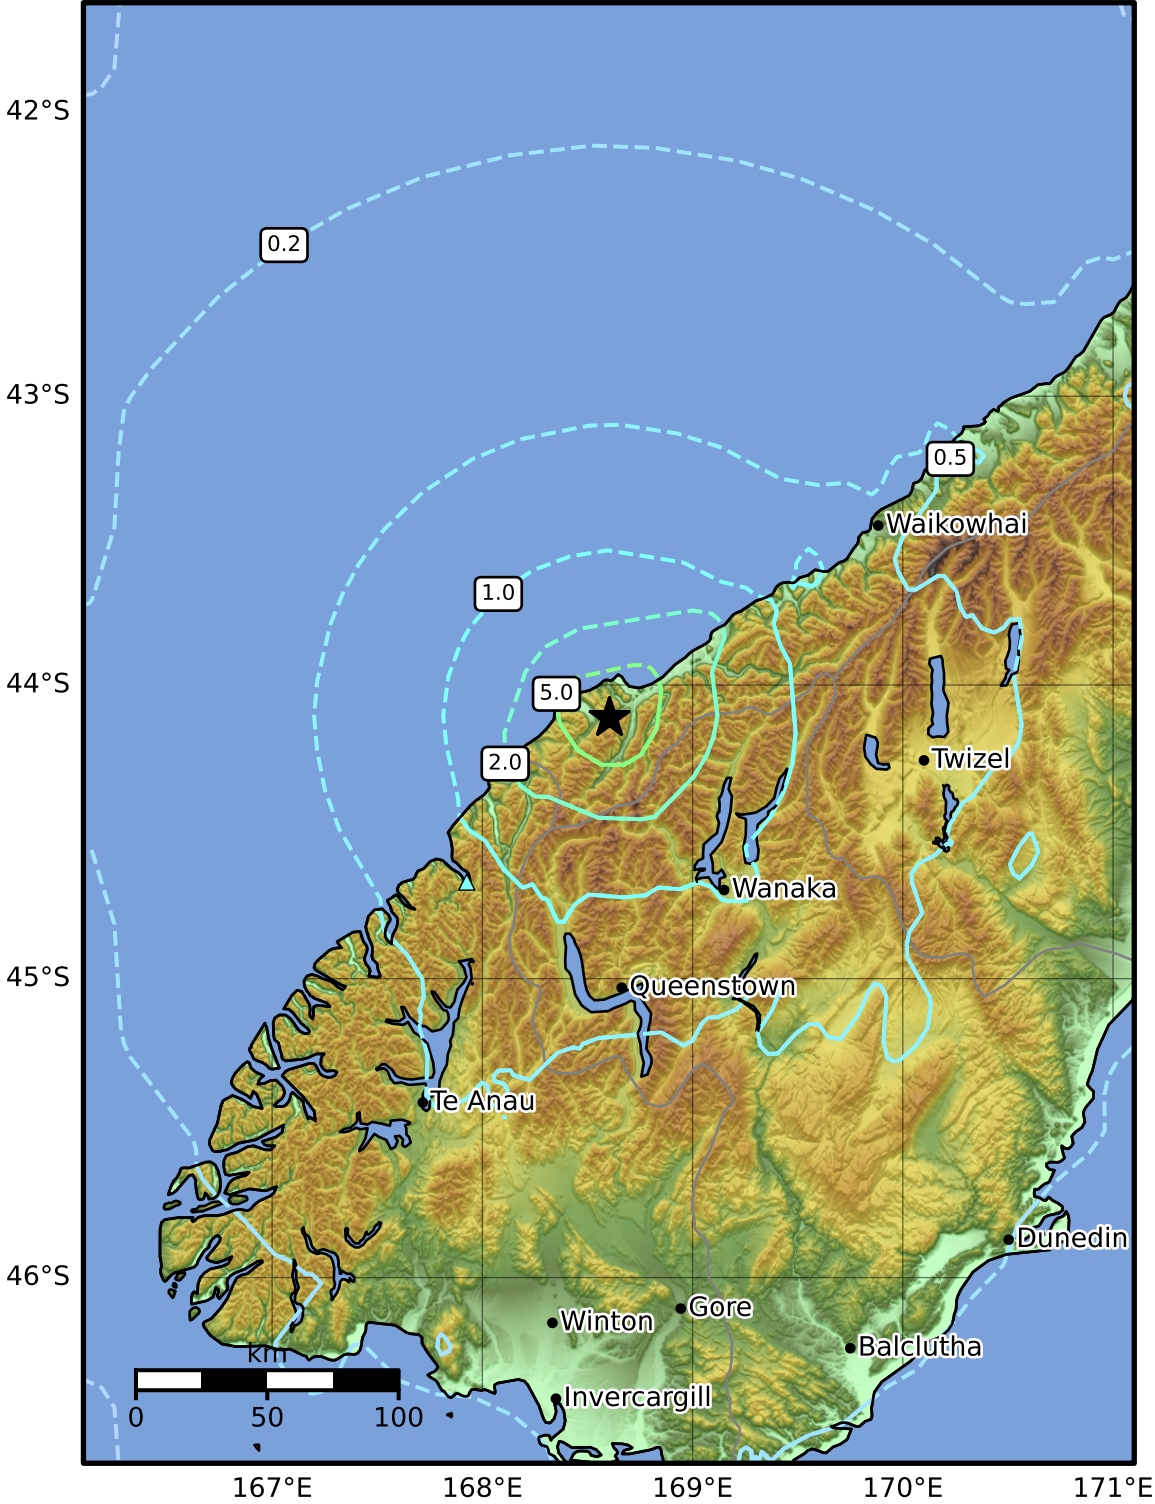 42°S
0.2
43°S
0.5
Waikowhai
1.0
44°S
5.0
2.0
Twizel
Wanaka
45°S
Queenstown
Te Anau
Dunedin
46°S
Gore
Winton
Balclutha
km
Invercargill
0 50 100
167°E 168°E 169°E 170°E 171°E